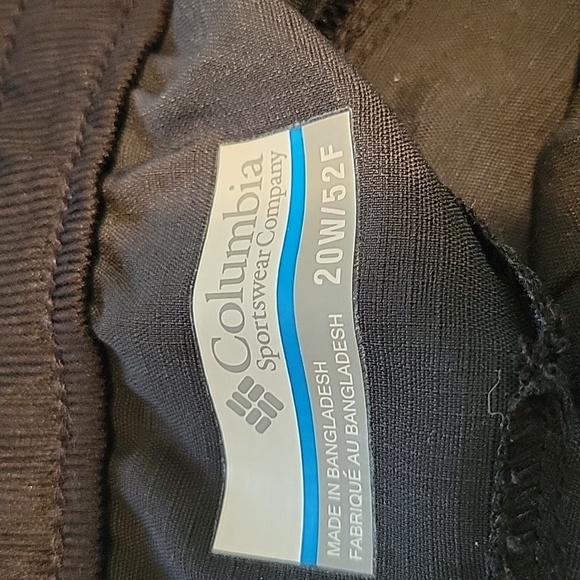 Columbia
Sportswear Company
20W/52F
MADE IN BANGLADESH
FABRIQUÉ AU BANGLADESH